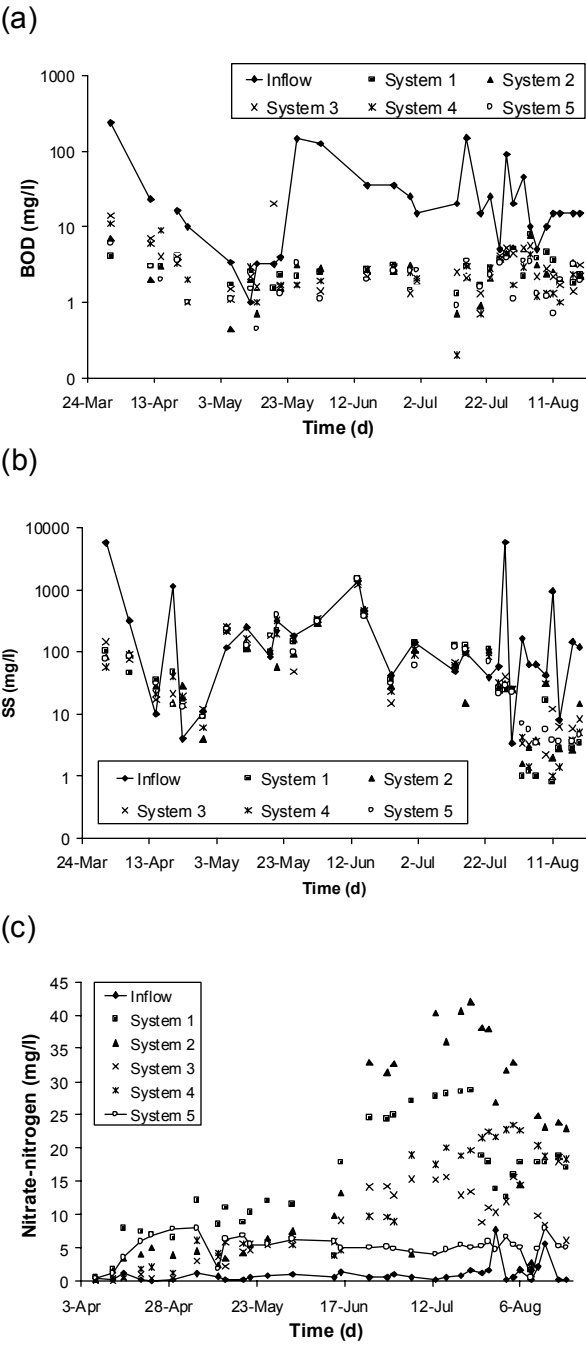 (a)
1000
100
10
1
0
BOD (mg/l)
Inflow System 1 System 2
System 3 System 4 System 5
24-Mar 13-Apr 3-May 23-May 12-Jun 2-Jul 22-Jul 11-Aug
Time (d)
(b)
10000
1000
100
10
1
0
SS (mg/l)
Inflow System 1 System 2
System 3 System 4 System 5
24-Mar 13-Apr 3-May 23-May 12-Jun 2-Jul 22-Jul 11-Aug
Time (d)
(c)
45
40
35
30
25
20
15
10
5
0
Nitrate-nitrogen (mg/l)
Inflow
System 1
System 2
System 3
System 4
System 5
3-Apr 28-Apr 23-May 17-Jun 12-Jul 6-Aug
Time (d)